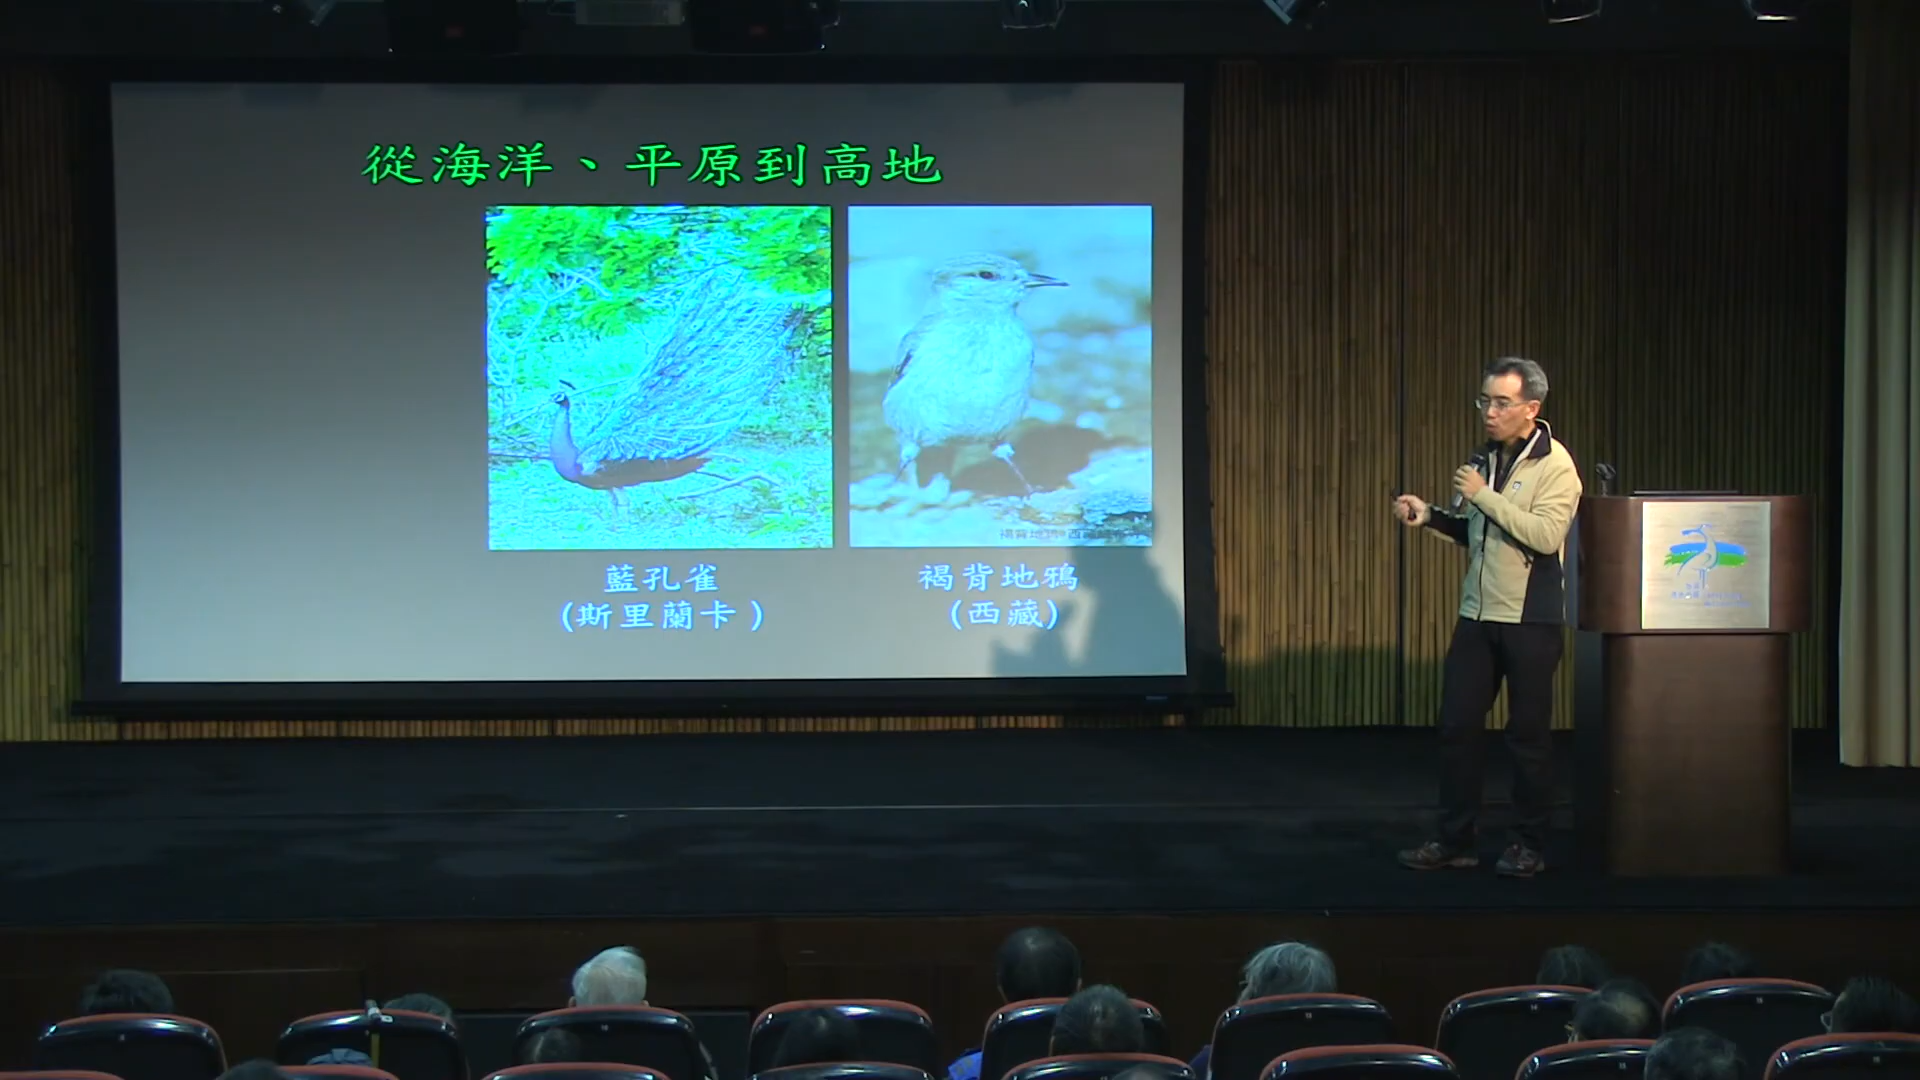 從海洋、平原到高地
藍孔雀
(斯里蘭卡)
褐背地鴉
(西藏)